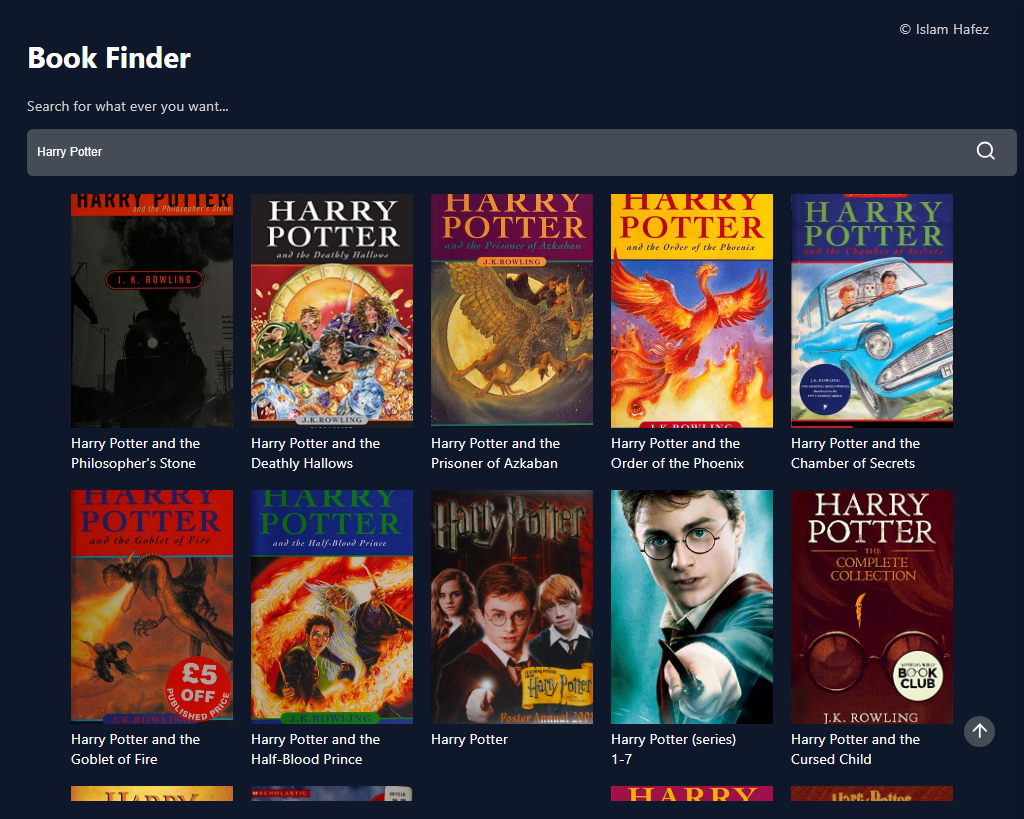 © Islam Hafez
Book Finder
Search for what ever you want...
Harry Potter
HARRY POTTER
and the Philosopher's Stone
J. K. ROWLING
HARRY
POTTER
and the Deathly Hallows
J.K.ROWLING
HARRY
POTTER
and the Prisoner of Azkaban
J.K.ROWLING
HARRY
POTTER
and the Order of the Phoenix
J.K.ROWLING
HARRY
POTTER
and the Chamber of Secrets
J.K.ROWLING
Harry Potter and the
Philosopher's Stone
Harry Potter and the
Deathly Hallows
Harry Potter and the
Prisoner of Azkaban
Harry Potter and the
Order of the Phoenix
Harry Potter and the
Chamber of Secrets
HARRY
POTTER
and the Goblet of Fire
£5
OFF
PUBLISHED PRICE
J.K.ROWLING
HARRY
POTTER
and the Half-Blood Prince
J.K.ROWLING
Harry Potter
Harry Potter
Poster Annual
HARRY
POTTER
THE
COMPLETE
COLLECTION
BOOK
CLUB
J.K. ROWLING
Harry Potter and the
Goblet of Fire
Harry Potter and the
Half-Blood Prince
Harry Potter
Harry Potter (series)
1-7
Harry Potter and the
Cursed Child
HARRY
SCHOLASTIC
HARRY
Harry Potter